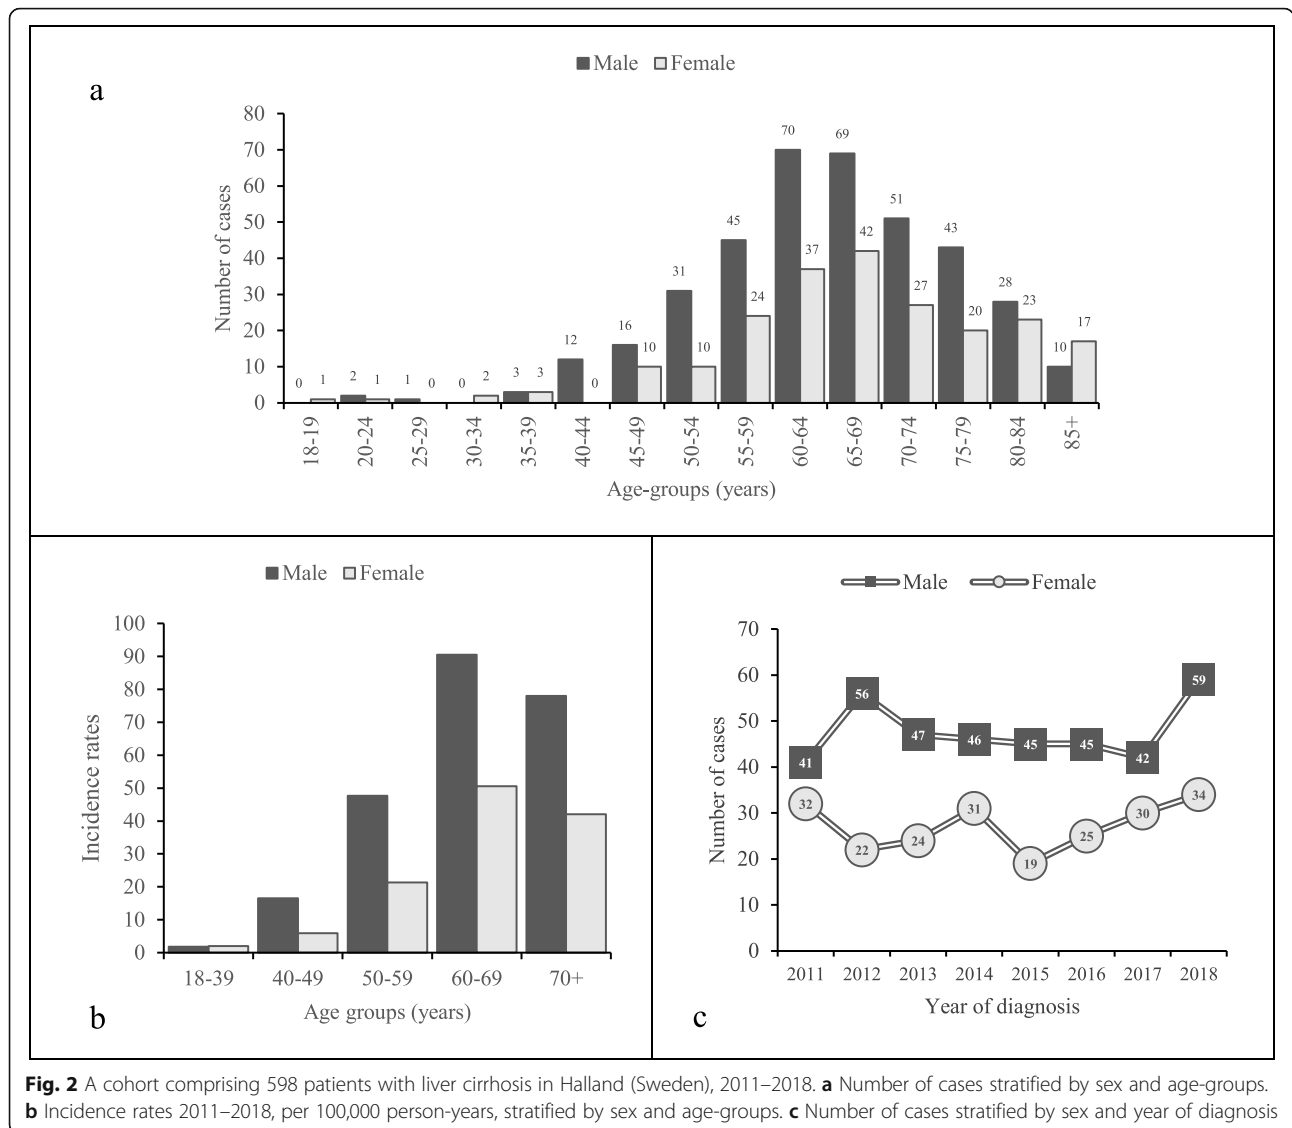 Male Female
a
80
70
60
50
40
30
20
10
0
Number of cases
0 1 2 1 1 0 0 2 3 3 12 0 16 10 31 10 45 24 70 37 69 42 51 27 43 20 28 23 10 17
18-19 20-24 25-29 30-34 35-39 40-44 45-49 50-54 55-59 60-64 65-69 70-74 75-79 80-84 85+
Age-groups (years)
Male Female
100
90
80
70
60
50
40
30
20
10
0
Incidence rates
18-39 40-49 50-59 60-69 70+
Age groups (years)
b
Male Female
70
60
50
40
30
20
10
0
Number of cases
41 56 47 46 45 45 42 59
32 22 24 31 19 25 30 34
2011 2012 2013 2014 2015 2016 2017 2018
Year of diagnosis
c
Fig. 2 A cohort comprising 598 patients with liver cirrhosis in Halland (Sweden), 2011–2018. a Number of cases stratified by sex and age-groups.
b Incidence rates 2011–2018, per 100,000 person-years, stratified by sex and age-groups. c Number of cases stratified by sex and year of diagnosis